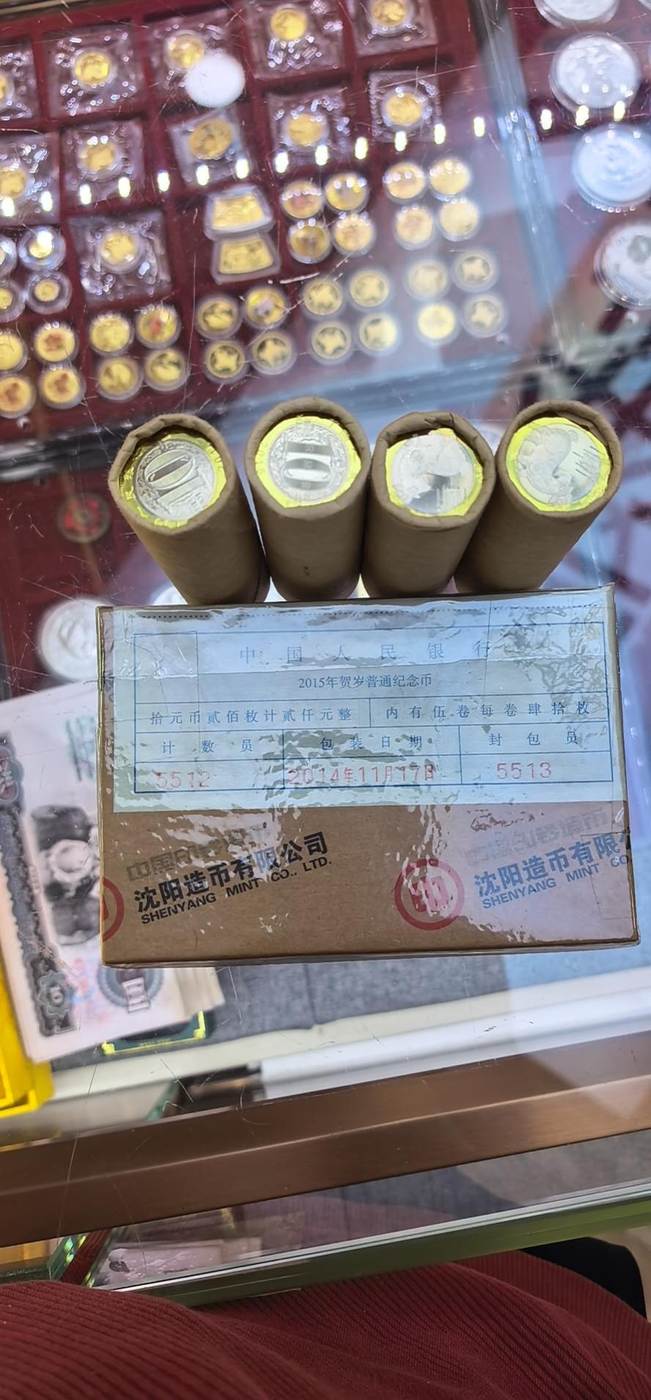 10
10
中国人民银行
2015年贺岁普通纪念币
拾元币贰佰枚计贰仟元整 内有伍卷每卷肆拾枚
计数员 包装日期 封包员
5512 2014年11月17日 5513
沈阳造币有限公司 沈阳造币有限公
SHENYANG MINT CO., LTD. SHENYANG MINT CO.